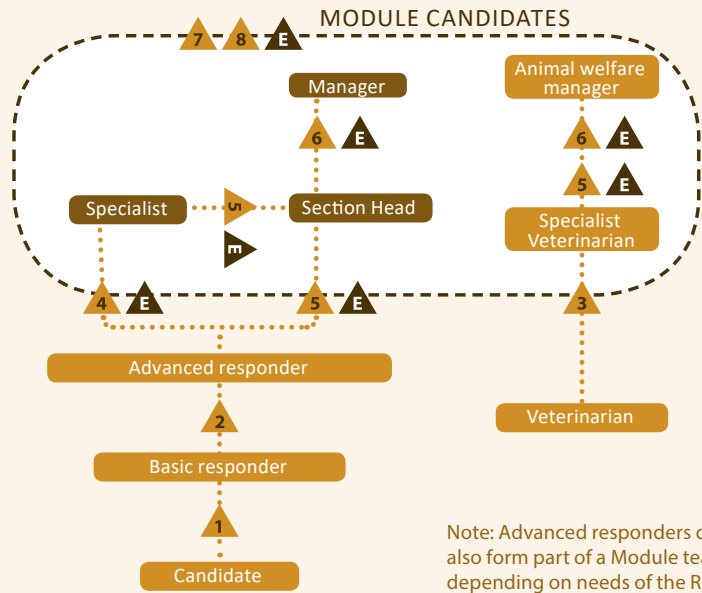 MODULE CANDIDATES
7 8 E
Manager
Animal welfare
manager
6 E
6 E
5 E
Specialist
5
Section Head
E
Specialist
Veterinarian
4 E
5 E
3
Advanced responder
2
Veterinarian
Basic responder
1
Candidate
Note: Advanced responders
also form part of a Module
depending on needs of the